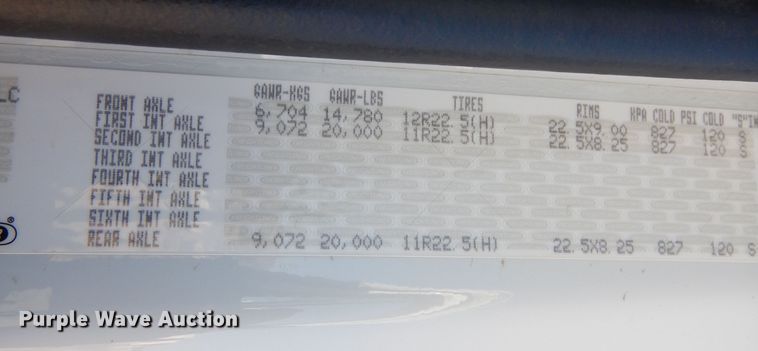 LC
GAWR-KGS GAWR-LBS TIRES RIMS KPA COLD PSI COLD "S"IN
FRONT AXLE 6,704 14,780 12R22.5(H) 22.5X9.00 827 120 S
FIRST INT AXLE 9,072 20,000 11R22.5(H) 22.5X8.25 827 120 S
SECOND INT AXLE
THIRD INT AXLE
FOURTH INT AXLE
FIFTH INT AXLE
SIXTH INT AXLE
REAR AXLE 9,072 20,000 11R22.5(H) 22.5X8.25 827 120 S
Purple Wave Auction